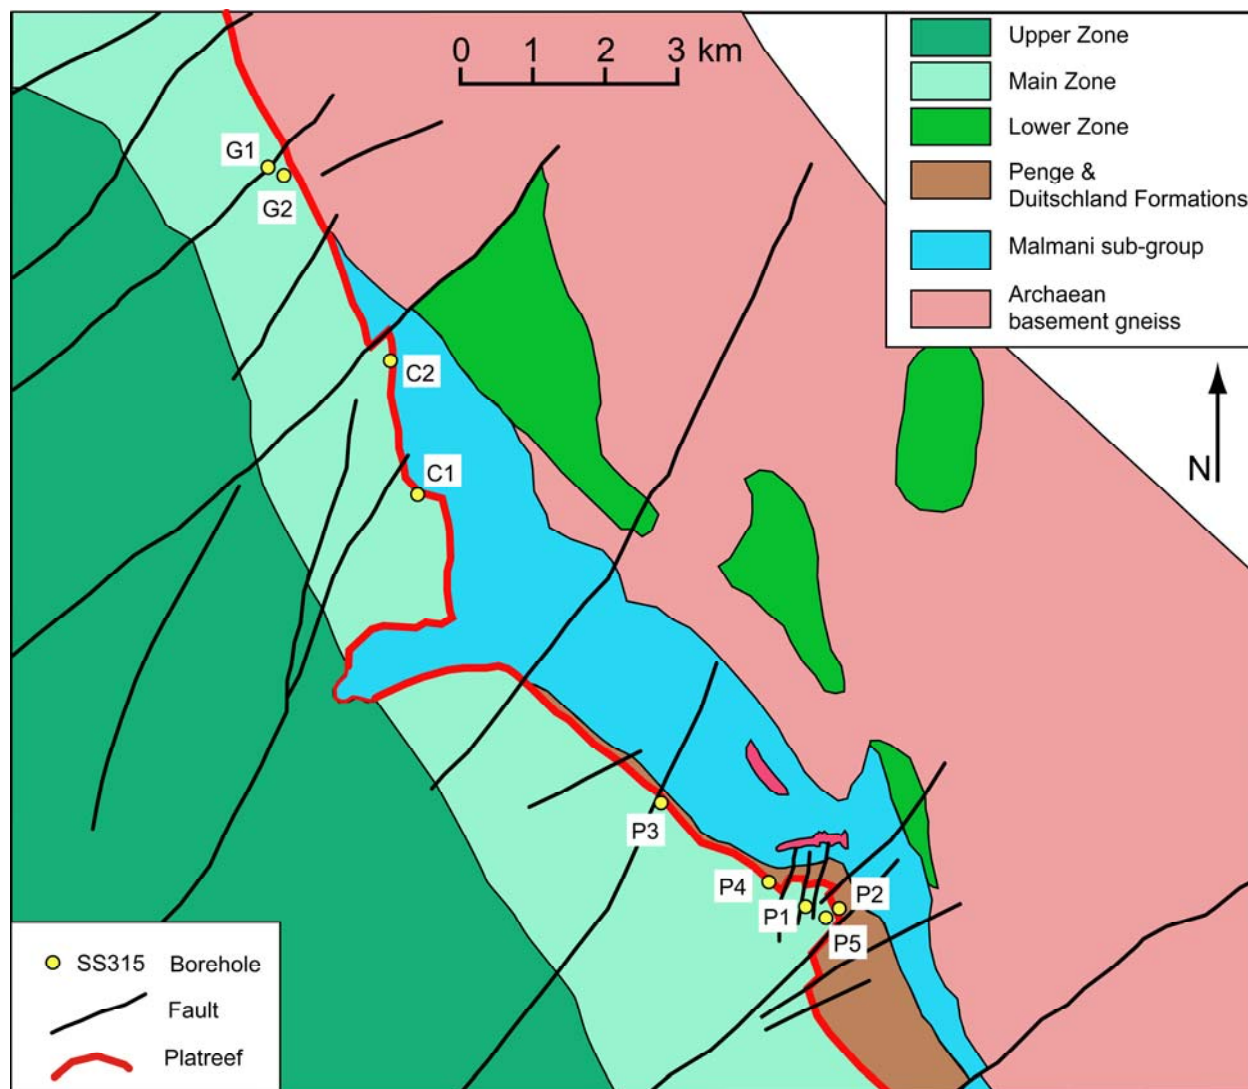 0 1 2 3 km
Upper Zone
Main Zone
Lower Zone
Penge &
Duitschland Formations
Malmani sub-group
Archaean
basement gneiss
N
G1
G2
C2
C1
P3
P4
P1
P2
P5
SS315 Borehole
Fault
Platreef